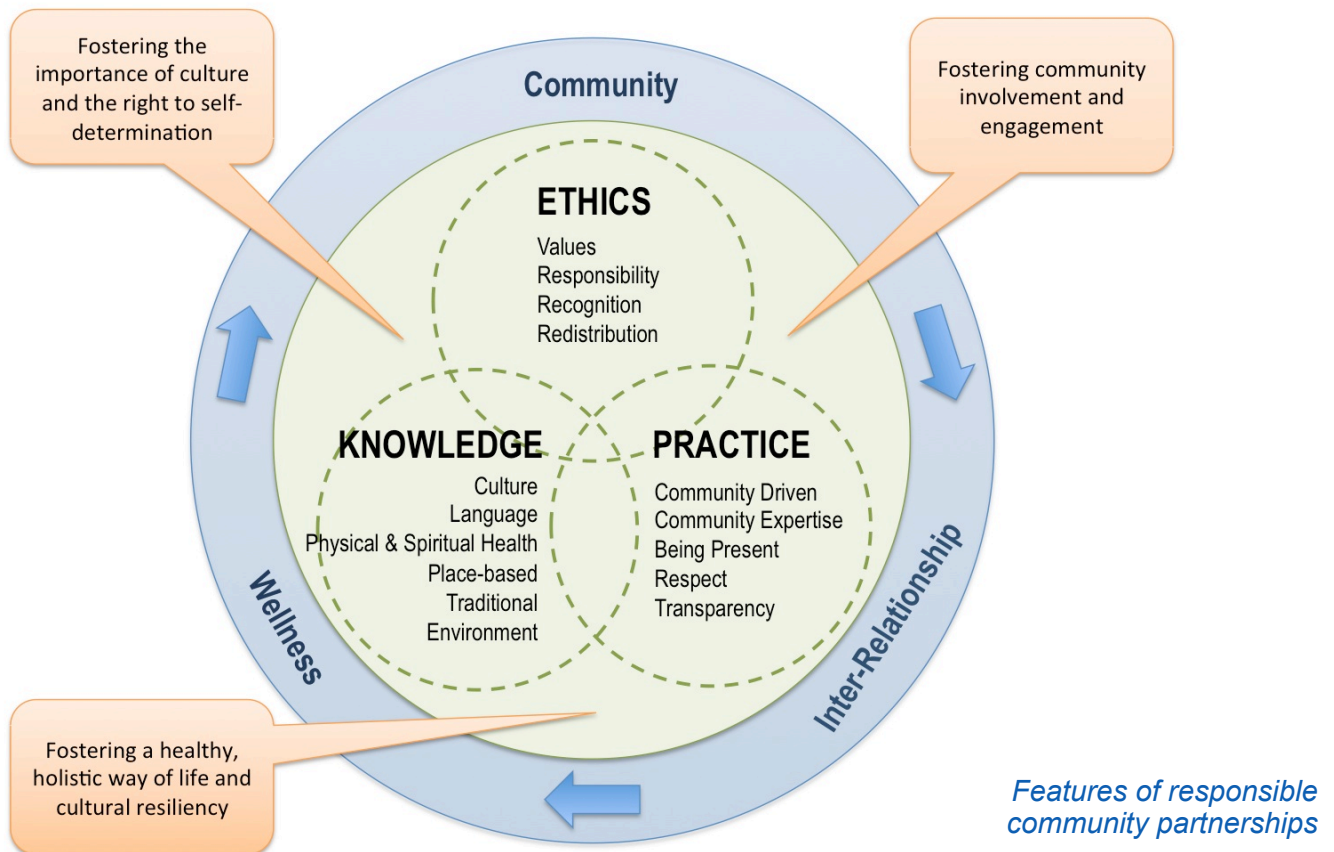 Fostering the
importance of culture
and the right to self-
determination
Community
Fostering community
involvement and
engagement
ETHICS
Values
Responsibility
Recognition
Redistribution
KNOWLEDGE
Culture
Language
Physical & Spiritual Health
Place-based
Traditional
Environment
PRACTICE
Community Driven
Community Expertise
Being Present
Respect
Transparency
Wellness
Inter-Relationship
Fostering a healthy,
holistic way of life and
cultural resiliency
Features of responsible
community partnerships